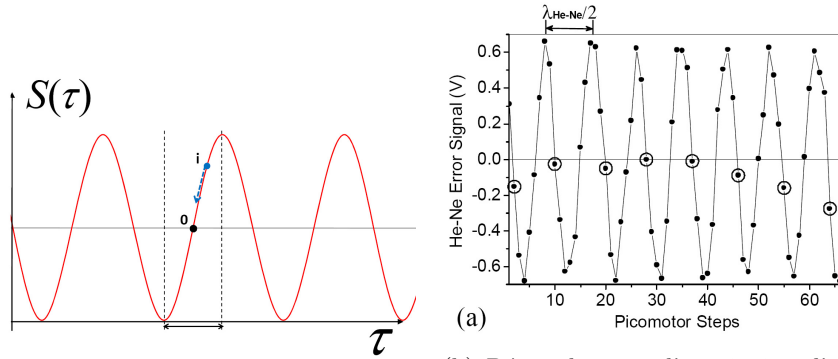 S(τ)
i
0
τ
λHe-Ne/2
He-Ne Error Signal (V)
0.6
0.4
0.2
0.0
-0.2
-0.4
-0.6
10 20 30 40 50 60
Picomotor Steps
(a)